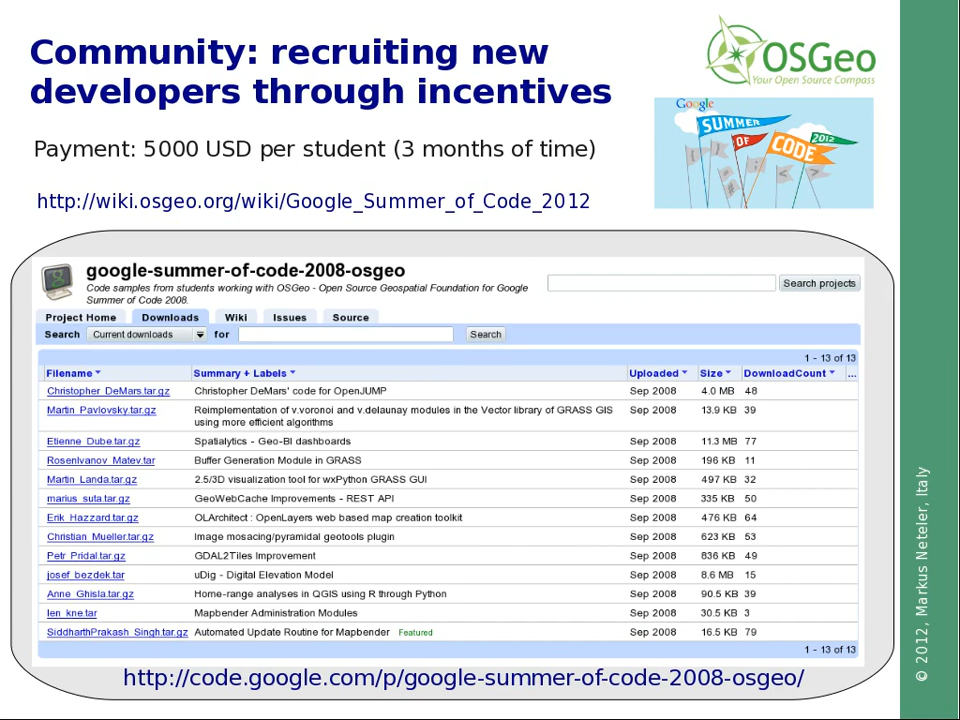 Community: recruiting new
developers through incentives
OSGeo
Your Open Source Compass
Google
SUMMER
OF
CODE
2012
Payment: 5000 USD per student (3 months of time)
http://wiki.osgeo.org/wiki/Google_Summer_of_Code_2012
google-summer-of-code-2008-osgeo
Code samples from students working with OSGeo - Open Source Geospatial Foundation for Google
Summer of Code 2008.
Search projects
Project Home Downloads Wiki Issues Source
Search Current downloads for Search
1 - 13 of 13
Filename Summary + Labels Uploaded Size DownloadCount ...
Christopher_DeMars.tar.gz Christopher DeMars' code for OpenJUMP Sep 2008 4.0 MB 48
Martin_Pavlovsky.tar.gz Reimplementation of v.voronoi and v.delaunay modules in the Vector library of GRASS GIS Sep 2008 13.9 KB 39
using more efficient algorithms
Etienne_Dube.tar.gz Spatialytics - Geo-BI dashboards Sep 2008 11.3 MB 77
RosenIvanov_Matev.tar Buffer Generation Module in GRASS Sep 2008 196 KB 11
Martin_Landa.tar.gz 2.5/3D visualization tool for wxPython GRASS GUI Sep 2008 497 KB 32
marius_suta.tar.gz GeoWebCache Improvements - REST API Sep 2008 335 KB 50
Erik_Hazzard.tar.gz OLArchitect : OpenLayers web based map creation toolkit Sep 2008 476 KB 64
Christian_Mueller.tar.gz Image mosacing/pyramidal geotools plugin Sep 2008 623 KB 53
Petr_Pridal.tar.gz GDAL2Tiles Improvement Sep 2008 836 KB 49
josef_bezdek.tar uDig - Digital Elevation Model Sep 2008 8.6 MB 15
Anne_Ghisla.tar.gz Home-range analyses in QGIS using R through Python Sep 2008 90.5 KB 39
len_kne.tar Mapbender Administration Modules Sep 2008 30.5 KB 3
SiddharthPrakash_Singh.tar.gz Automated Update Routine for Mapbender Featured Sep 2008 16.5 KB 79
1 - 13 of 13
http://code.google.com/p/google-summer-of-code-2008-osgeo/
© 2012, Markus Neteler, Italy